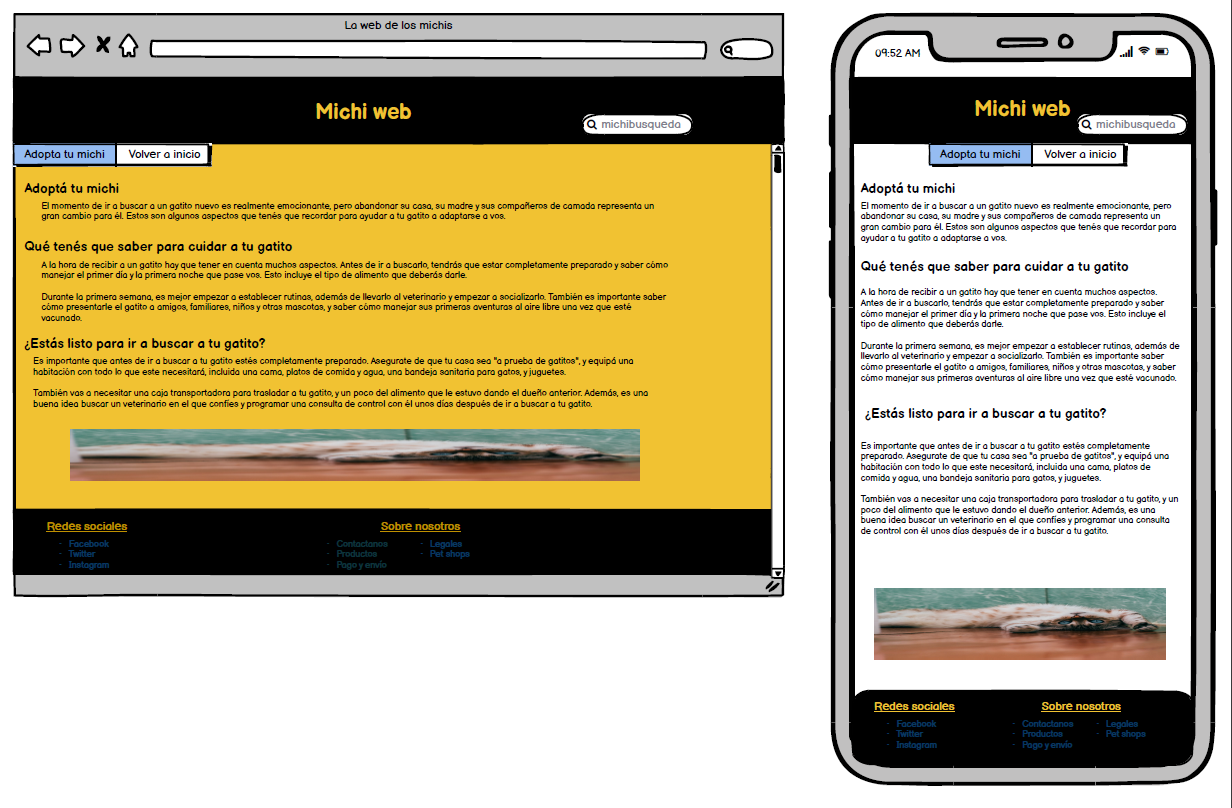 La web de los michis
Michi web
michibusqueda
Adopta tu michi
Volver a inicio
Adoptá tu michi
El momento de ir a buscar a un gatito nuevo es realmente emocionante, pero abandonar su casa, su madre y sus compañeros de camada representa un
gran cambio para él. Estos son algunos aspectos que tenés que recordar para ayudar a tu gatito a adaptarse a vos.
Qué tenés que saber para cuidar a tu gatito
A la hora de recibir a un gatito hay que tener en cuenta muchos aspectos. Antes de ir a buscarlo, tendrás que estar completamente preparado y saber cómo
manejar el primer día y la primera noche que pase vos. Esto incluye el tipo de alimento que deberás darle.
Durante la primera semana, es mejor empezar a establecer rutinas, además de llevarlo al veterinario y empezar a socializarlo. También es importante saber
cómo presentarle el gatito a amigos, familiares, niños y otras mascotas, y saber cómo manejar sus primeras aventuras al aire libre una vez que esté
vacunado.
¿Estás listo para ir a buscar a tu gatito?
Es importante que antes de ir a buscar a tu gatito estés completamente preparado. Asegurate de que tu casa sea "a prueba de gatitos", y equipá una
habitación con todo lo que este necesitará, incluida una cama, platos de comida y agua, una bandeja sanitaria para gatos, y juguetes.
También vas a necesitar una caja transportadora para trasladar a tu gatito, y un poco del alimento que le estuvo dando el dueño anterior. Además, es una
buena idea buscar un veterinario en el que confíes y programar una consulta de control con él unos días después de ir a buscar a tu gatito.
Redes sociales
Facebook
Twitter
Instagram
Sobre nosotros
Contactanos
Productos
Pago y envío
Legales
Pet shops
09:52 AM
Michi web
michibusqueda
Adopta tu michi
Volver a inicio
Adoptá tu michi
El momento de ir a buscar a un gatito nuevo es realmente emocionante, pero
abandonar su casa, su madre y sus compañeros de camada representa un
gran cambio para él. Estos son algunos aspectos que tenés que recordar para
ayudar a tu gatito a adaptarse a vos.
Qué tenés que saber para cuidar a tu gatito
A la hora de recibir a un gatito hay que tener en cuenta muchos aspectos.
Antes de ir a buscarlo, tendrás que estar completamente preparado y saber
cómo manejar el primer día y la primera noche que pase vos. Esto incluye el
tipo de alimento que deberás darle.
Durante la primera semana, es mejor empezar a establecer rutinas, además de
llevarlo al veterinario y empezar a socializarlo. También es importante saber
cómo presentarle el gatito a amigos, familiares, niños y otras mascotas, y saber
cómo manejar sus primeras aventuras al aire libre una vez que esté vacunado.
¿Estás listo para ir a buscar a tu gatito?
Es importante que antes de ir a buscar a tu gatito estés completamente
preparado. Asegurate de que tu casa sea "a prueba de gatitos", y equipá una
habitación con todo lo que este necesitará, incluida una cama, platos de
comida y agua, una bandeja sanitaria para gatos, y juguetes.
También vas a necesitar una caja transportadora para trasladar a tu gatito, y un
poco del alimento que le estuvo dando el dueño anterior. Además, es una
buena idea buscar un veterinario en el que confíes y programar una consulta
de control con él unos días después de ir a buscar a tu gatito.
Redes sociales
Facebook
Twitter
Instagram
Sobre nosotros
Contactanos
Productos
Pago y envío
Legales
Pet shops